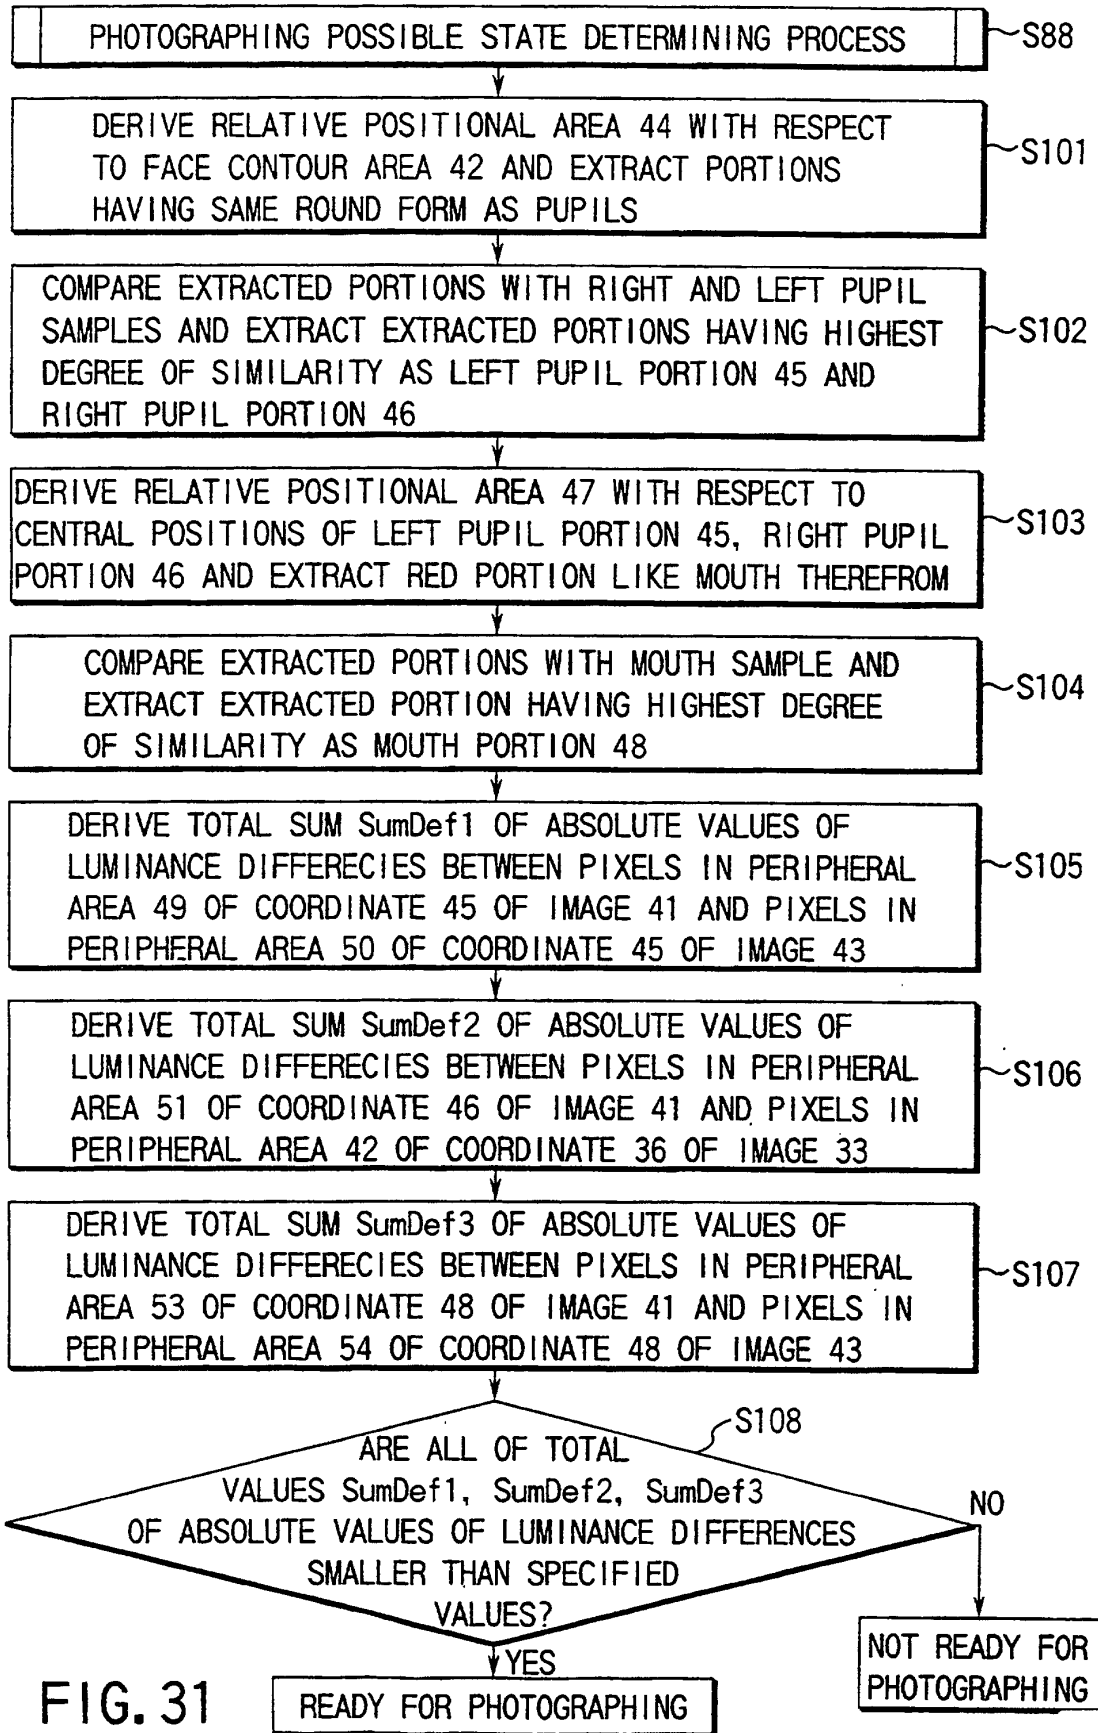 PHOTOGRAPHING POSSIBLE STATE DETERMINING PROCESS
S88
DERIVE RELATIVE POSITIONAL AREA 44 WITH RESPECT
TO FACE CONTOUR AREA 42 AND EXTRACT PORTIONS
HAVING SAME ROUND FORM AS PUPILS
S101
COMPARE EXTRACTED PORTIONS WITH RIGHT AND LEFT PUPIL
SAMPLES AND EXTRACT EXTRACTED PORTIONS HAVING HIGHEST
DEGREE OF SIMILARITY AS LEFT PUPIL PORTION 45 AND
RIGHT PUPIL PORTION 46
S102
DERIVE RELATIVE POSITIONAL AREA 47 WITH RESPECT TO
CENTRAL POSITIONS OF LEFT PUPIL PORTION 45, RIGHT PUPIL
PORTION 46 AND EXTRACT RED PORTION LIKE MOUTH THEREFROM
S103
COMPARE EXTRACTED PORTIONS WITH MOUTH SAMPLE AND
EXTRACT EXTRACTED PORTION HAVING HIGHEST DEGREE
OF SIMILARITY AS MOUTH PORTION 48
S104
DERIVE TOTAL SUM SumDef1 OF ABSOLUTE VALUES OF
LUMINANCE DIFFERECIES BETWEEN PIXELS IN PERIPHERAL
AREA 49 OF COORDINATE 45 OF IMAGE 41 AND PIXELS IN
PERIPHERAL AREA 50 OF COORDINATE 45 OF IMAGE 43
S105
DERIVE TOTAL SUM SumDef2 OF ABSOLUTE VALUES OF
LUMINANCE DIFFERECIES BETWEEN PIXELS IN PERIPHERAL
AREA 51 OF COORDINATE 46 OF IMAGE 41 AND PIXELS IN
PERIPHERAL AREA 42 OF COORDINATE 36 OF IMAGE 33
S106
DERIVE TOTAL SUM SumDef3 OF ABSOLUTE VALUES OF
LUMINANCE DIFFERECIES BETWEEN PIXELS IN PERIPHERAL
AREA 53 OF COORDINATE 48 OF IMAGE 41 AND PIXELS IN
PERIPHERAL AREA 54 OF COORDINATE 48 OF IMAGE 43
S107
S108
ARE ALL OF TOTAL
VALUES SumDef1, SumDef2, SumDef3
OF ABSOLUTE VALUES OF LUMINANCE DIFFERENCES
SMALLER THAN SPECIFIED
VALUES?
NO
YES
NOT READY FOR
PHOTOGRAPHING
READY FOR PHOTOGRAPHING
FIG. 31